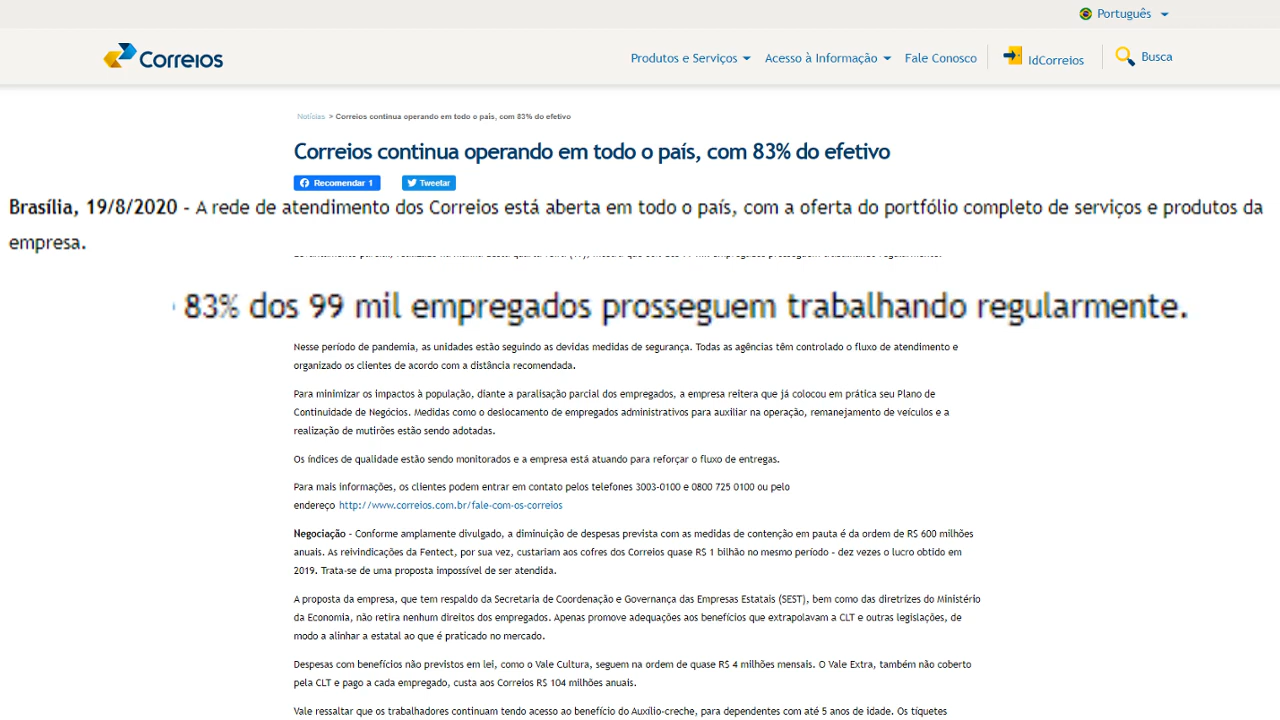 Português
Correios
Produtos e Serviços
Acesso à Informação
Fale Conosco
IdCorreios
Busca
Notícias > Correios continua operando em todo o país, com 83% do efetivo
Correios continua operando em todo o país, com 83% do efetivo
Recomendar 1
Tweetar
Brasília, 19/8/2020 - A rede de atendimento dos Correios está aberta em todo o país, com a oferta do portfólio completo de serviços e produtos da
empresa.
83% dos 99 mil empregados prosseguem trabalhando regularmente.
Nesse período de pandemia, as unidades estão seguindo as devidas medidas de segurança. Todas as agências têm controlado o fluxo de atendimento e
organizado os clientes de acordo com a distância recomendada.
Para minimizar os impactos à população, diante a paralisação parcial dos empregados, a empresa reitera que já colocou em prática seu Plano de
Continuidade de Negócios. Medidas como o deslocamento de empregados administrativos para auxiliar na operação, remanejamento de veículos e a
realização de mutirões estão sendo adotadas.
Os índices de qualidade estão sendo monitorados e a empresa está atuando para reforçar o fluxo de entregas.
Para mais informações, os clientes podem entrar em contato pelos telefones 3003-0100 e 0800 725 0100 ou pelo
endereço http://www.correios.com.br/fale-com-os-correios
Negociação - Conforme amplamente divulgado, a diminuição de despesas prevista com as medidas de contenção em pauta é da ordem de R$ 600 milhões
anuais. As reivindicações da Fentect, por sua vez, custariam aos cofres dos Correios quase R$ 1 bilhão no mesmo período - dez vezes o lucro obtido em
2019. Trata-se de uma proposta impossível de ser atendida.
A proposta da empresa, que tem respaldo da Secretaria de Coordenação e Governança das Empresas Estatais (SEST), bem como das diretrizes do Ministério
da Economia, não retira nenhum direitos dos empregados. Apenas promove adequações aos benefícios que extrapolavam a CLT e outras legislações, de
modo a alinhar a estatal ao que é praticado no mercado.
Despesas com benefícios não previstos em lei, como o Vale Cultura, seguem na ordem de quase R$ 4 milhões mensais. O Vale Extra, também não coberto
pela CLT e pago a cada empregado, custa aos Correios R$ 104 milhões anuais.
Vale ressaltar que os trabalhadores continuam tendo acesso ao benefício do Auxílio-creche, para dependentes com até 5 anos de idade. Os tíquetes